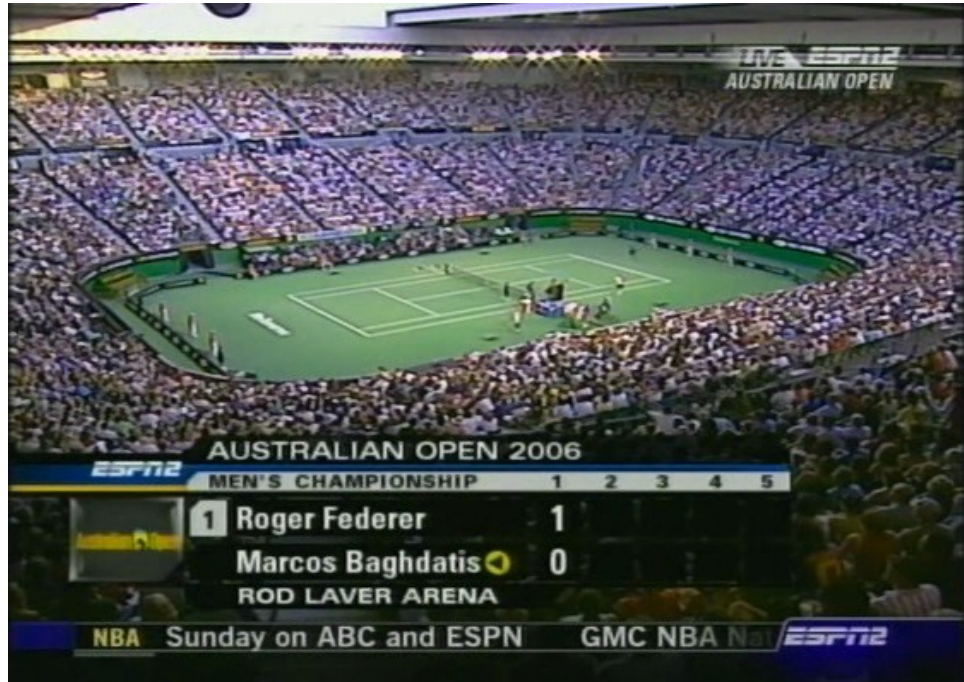 LIVE ESPN2
AUSTRALIAN OPEN
AUSTRALIAN OPEN 2006
ESPN2
MEN'S CHAMPIONSHIP 1 2 3 4 5
1 Roger Federer 1
Marcos Baghdatis 0
ROD LAVER ARENA
NBA Sunday on ABC and ESPN GMC NBA Nat
ESPN2